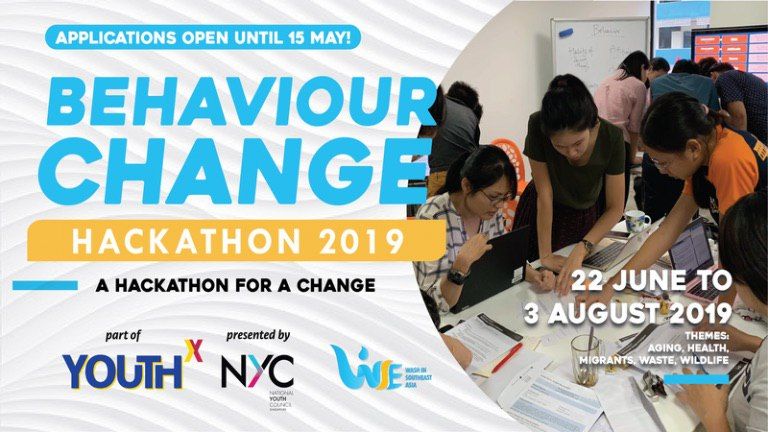 APPLICATIONS OPEN UNTIL 15 MAY!
BEHAVIOUR
CHANGE
HACKATHON 2019
A HACKATHON FOR A CHANGE
part of
YOUTH X
presented by
NYC
NATIONAL
YOUTH
COUNCIL
SINGAPORE
WISE
WASH IN
SOUTHEAST
ASIA
Behavior
22 JUNE TO
3 AUGUST 2019
THEMES:
AGING, HEALTH,
MIGRANTS, WASTE, WILDLIFE